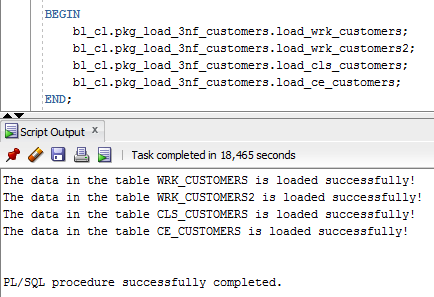 BEGIN
bl_cl.pkg_load_3nf_customers.load_wrk_customers;
bl_cl.pkg_load_3nf_customers.load_wrk_customers2;
bl_cl.pkg_load_3nf_customers.load_cls_customers;
bl_cl.pkg_load_3nf_customers.load_ce_customers;
END;
Script Output x
Task completed in 18,465 seconds
The data in the table WRK_CUSTOMERS is loaded successfully!
The data in the table WRK_CUSTOMERS2 is loaded successfully!
The data in the table CLS_CUSTOMERS is loaded successfully!
The data in the table CE_CUSTOMERS is loaded successfully!
PL/SQL procedure successfully completed.